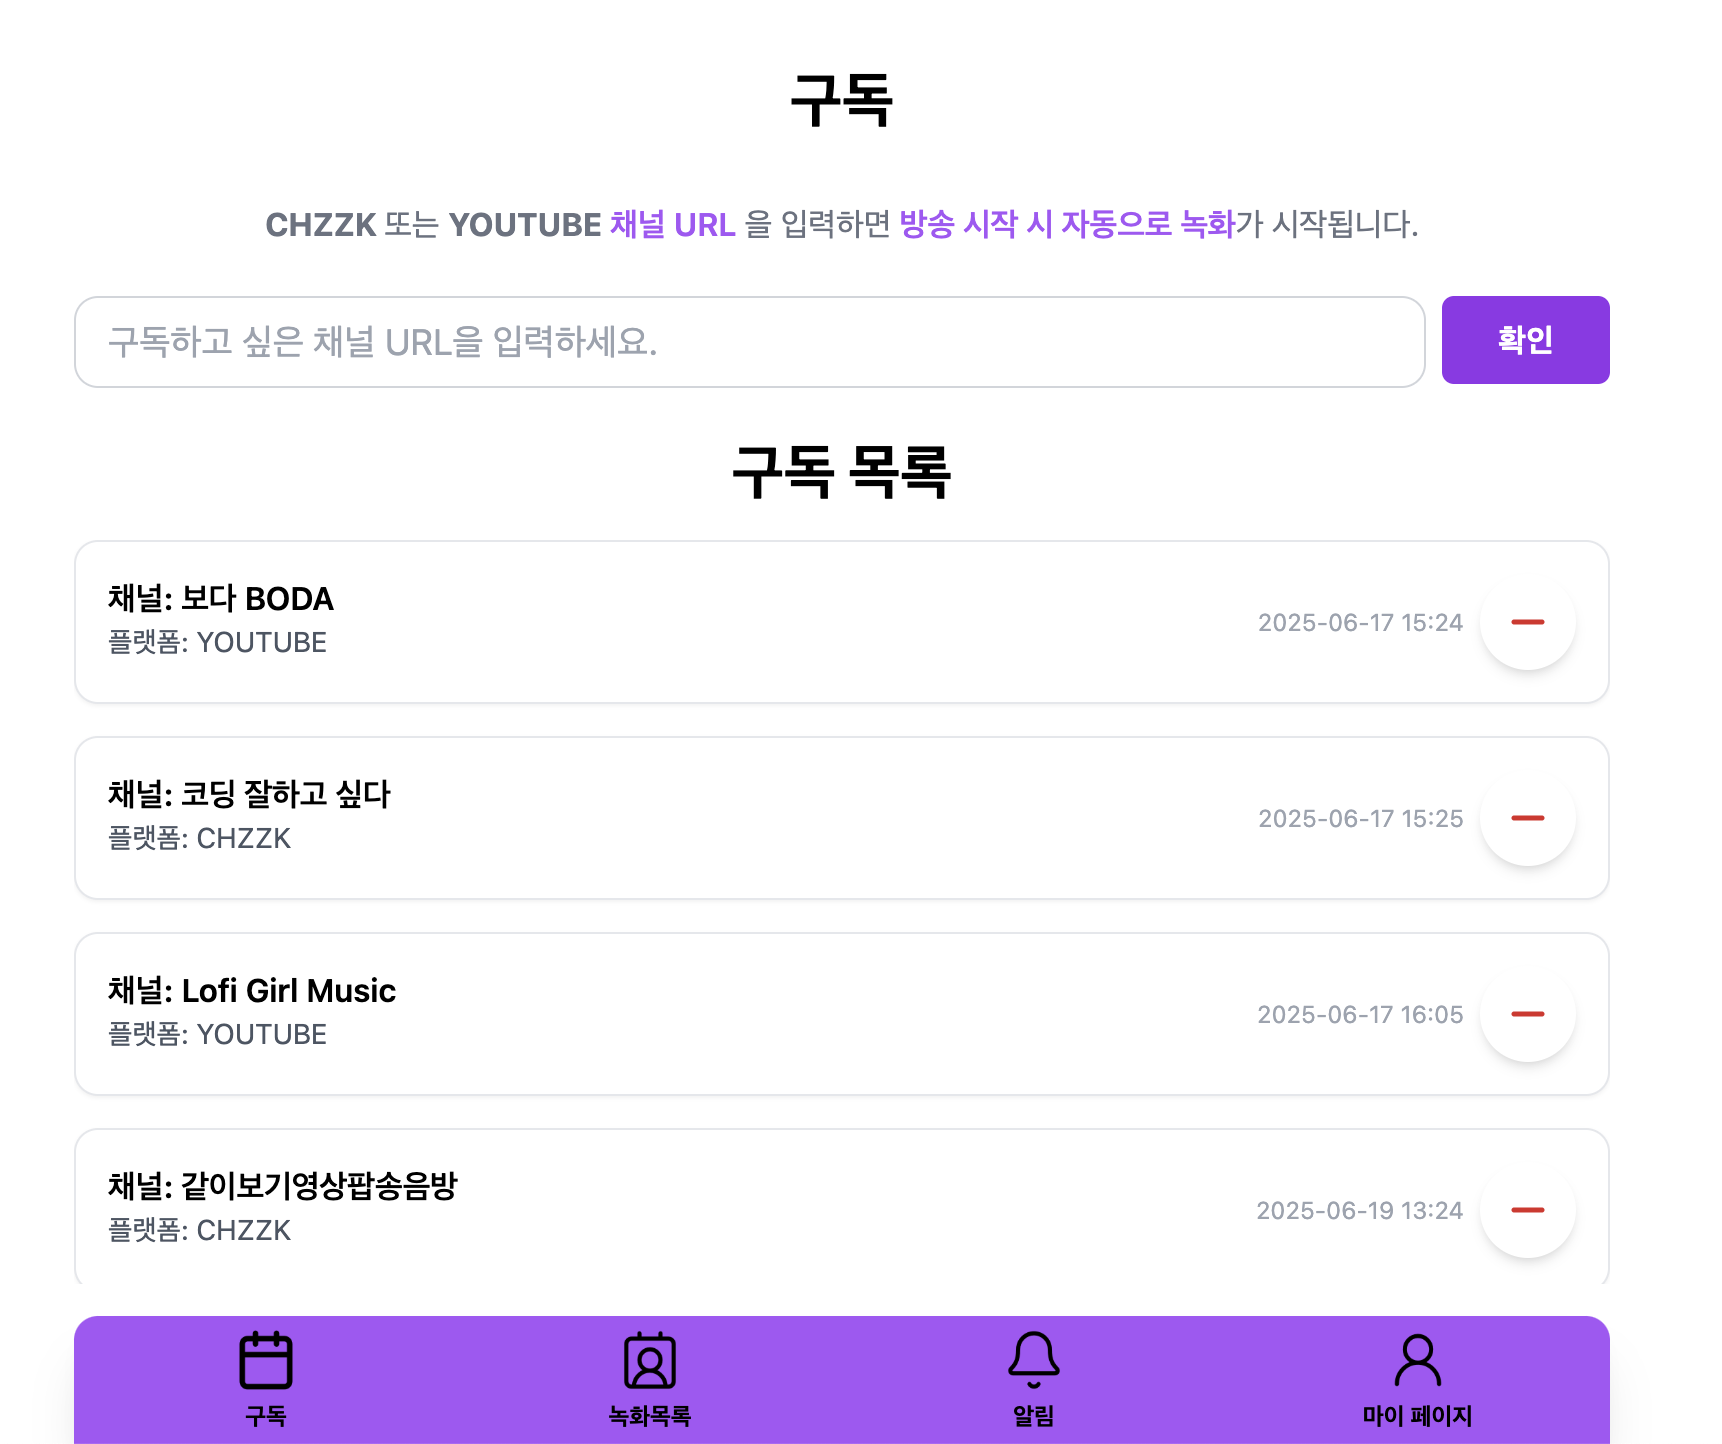 구독
CHZZK 또는 YOUTUBE 채널 URL 을 입력하면 방송 시작 시 자동으로 녹화가 시작됩니다.
구독하고 싶은 채널 URL을 입력하세요.
확인
구독 목록
채널: 보다 BODA
플랫폼: YOUTUBE
2025-06-17 15:24
채널: 코딩 잘하고 싶다
플랫폼: CHZZK
2025-06-17 15:25
채널: Lofi Girl Music
플랫폼: YOUTUBE
2025-06-17 16:05
채널: 같이보기영상팝송음방
플랫폼: CHZZK
2025-06-19 13:24
구독
녹화목록
알림
마이 페이지